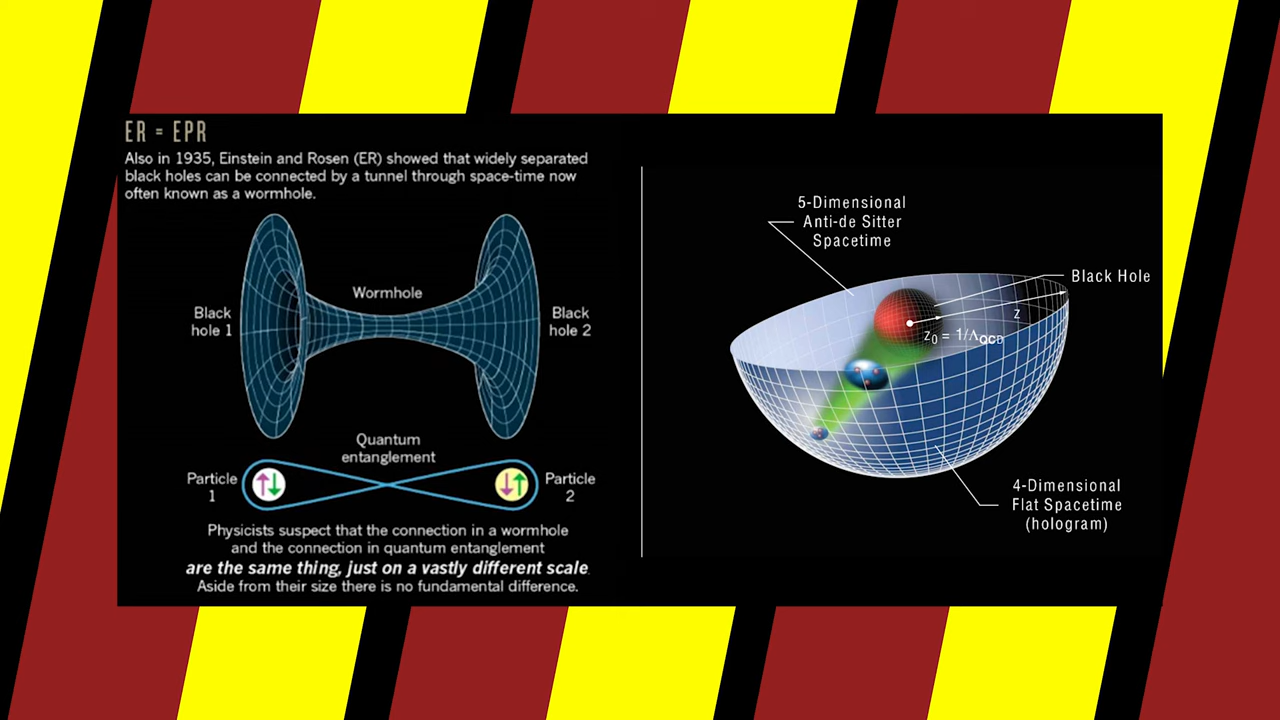 ER = EPR
Also in 1935, Einstein and Rosen (ER) showed that widely separated
black holes can be connected by a tunnel through space-time now
often known as a wormhole.
Wormhole
Black
hole 1
Black
hole 2
Quantum
entanglement
Particle
1
Particle
2
Physicists suspect that the connection in a wormhole
and the connection in quantum entanglement
are the same thing, just on a vastly different scale.
Aside from their size there is no fundamental difference.
5-Dimensional
Anti-de Sitter
Spacetime
Black Hole
z
z₀ = 1/ΛQCD
4-Dimensional
Flat Spacetime
(hologram)